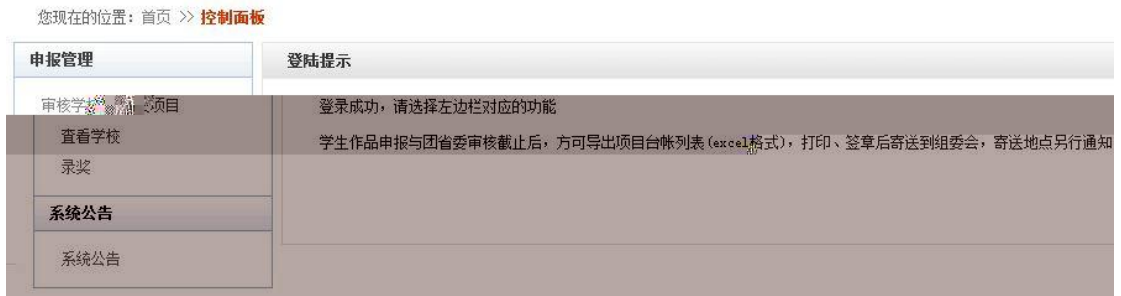 您现在的位置：首页 >> 控制面板
申报管理
审核学 项目
查看学校
录奖
系统公告
系统公告
登陆提示
登录成功，请选择左边栏对应的功能
学生作品申报与团省委审核截止后，方可导出项目台帐列表(excel格式)，打印、签章后寄送到组委会，寄送地点另行通知